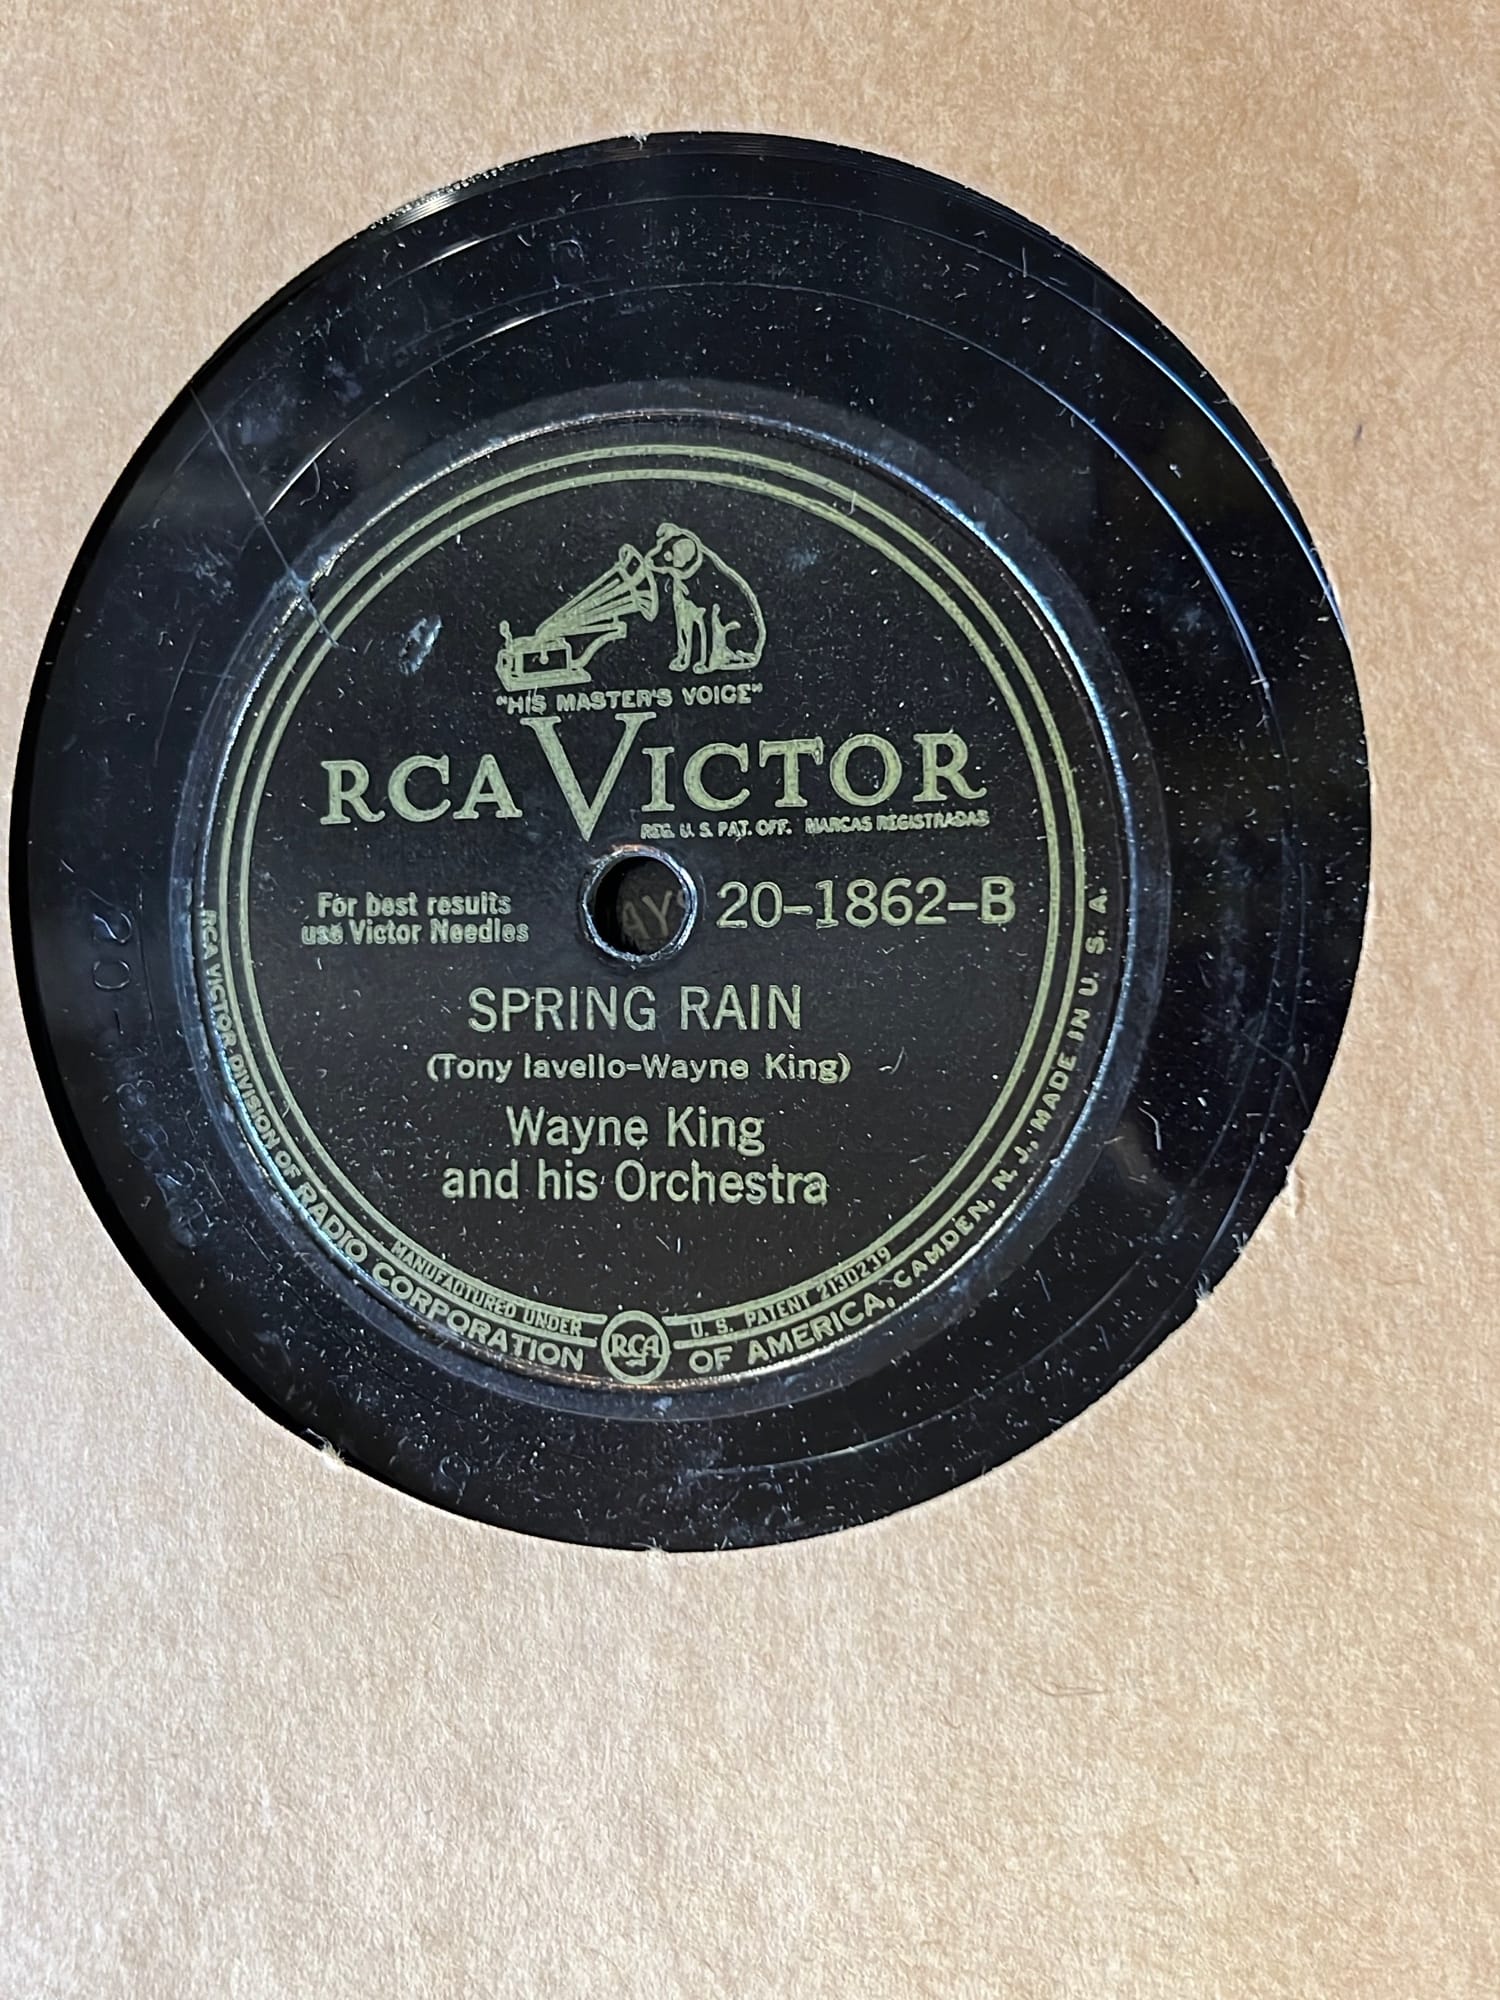 "HIS MASTER'S VOICE"
RCA VICTOR
REG. U. S. PAT. OFF. MARCAS REGISTRADAS
For best results
use Victor Needles
20-1862-B
SPRING RAIN
(Tony Iavello-Wayne King)
Wayne King
and his Orchestra
MANUFACTURED UNDER RCA U. S. PATENT 2130239
RCA VICTOR DIVISION OF RADIO CORPORATION OF AMERICA, CAMDEN, N. J., MADE IN U. S. A.